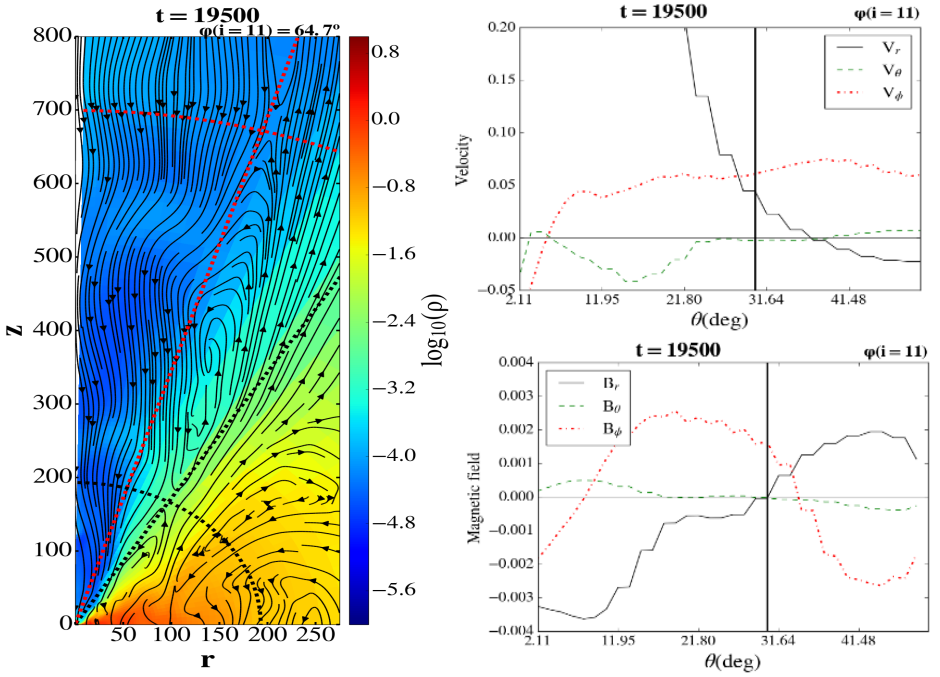 t = 19500
φ(i = 11) = 64.7°
800
700
600
500
400
300
200
100
0
z
50
100
150
200
250
r
0.8
0.0
−0.8
−1.6
−2.4
−3.2
−4.0
−4.8
−5.6
log10(ρ)
t = 19500
φ(i = 11)
0.20
0.15
0.10
0.05
0.00
−0.05
Velocity
Vr
Vθ
Vϕ
2.11
11.95
21.80
31.64
41.48
θ(deg)
t = 19500
φ(i = 11)
0.004
0.003
0.002
0.001
0.000
−0.001
−0.002
−0.003
−0.004
Magnetic field
Br
Bθ
Bϕ
2.11
11.95
21.80
31.64
41.48
θ(deg)